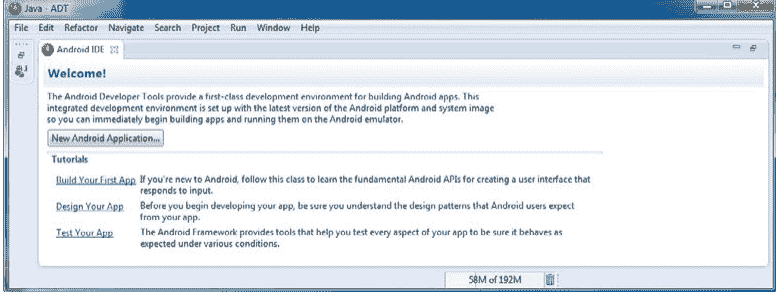 Java - ADT
File Edit Refactor Navigate Search Project Run Window Help
Android IDE
Welcome!
The Android Developer Tools provide a first-class development environment for building Android apps. This
integrated development environment is set up with the latest version of the Android platform and system image
so you can immediately begin building apps and running them on the Android emulator.
New Android Application...
Tutorials
Build Your First App If you're new to Android, follow this class to learn the fundamental Android APIs for creating a user interface that
responds to input.
Design Your App Before you begin developing your app, be sure you understand the design patterns that Android users expect
from your app.
Test Your App The Android Framework provides tools that help you test every aspect of your app to be sure it behaves as
expected under various conditions.
58M of 192M